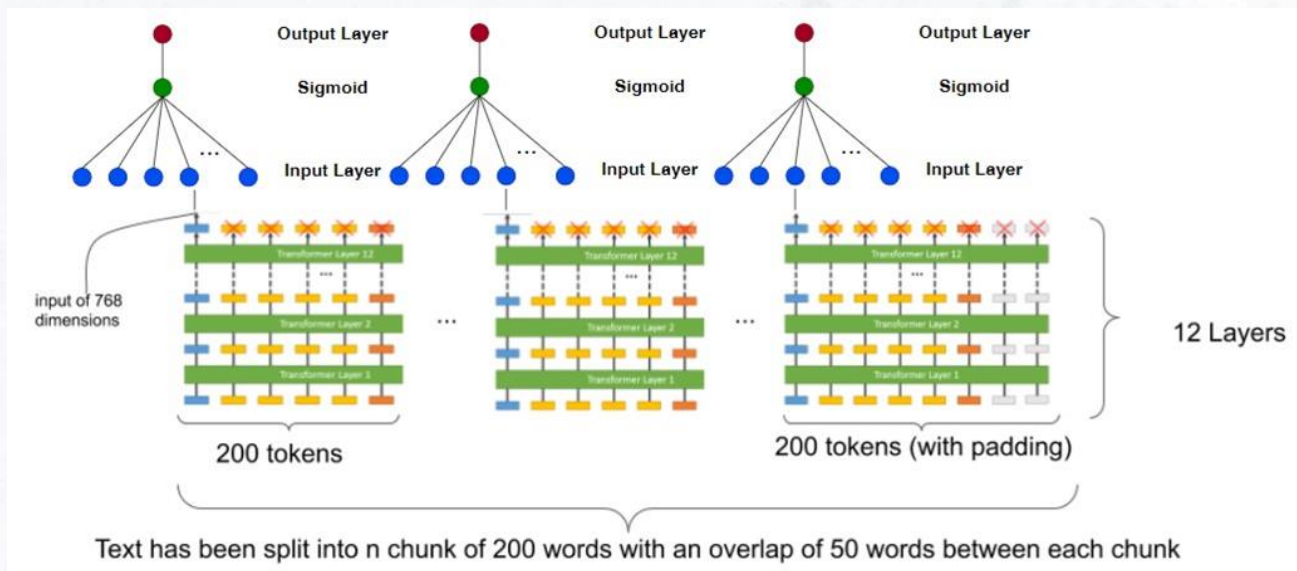 Output Layer
Output Layer
Output Layer
Sigmoid
Sigmoid
Sigmoid
...
...
...
Input Layer
Input Layer
Input Layer
Transformer Layer 12
Transformer Layer 12
Transformer Layer 12
...
...
...
input of 768
dimensions
Transformer Layer 2
...
Transformer Layer 2
...
Transformer Layer 2
12 Layers
Transformer Layer 1
Transformer Layer 1
Transformer Layer 1
200 tokens
200 tokens (with padding)
Text has been split into n chunk of 200 words with an overlap of 50 words between each chunk